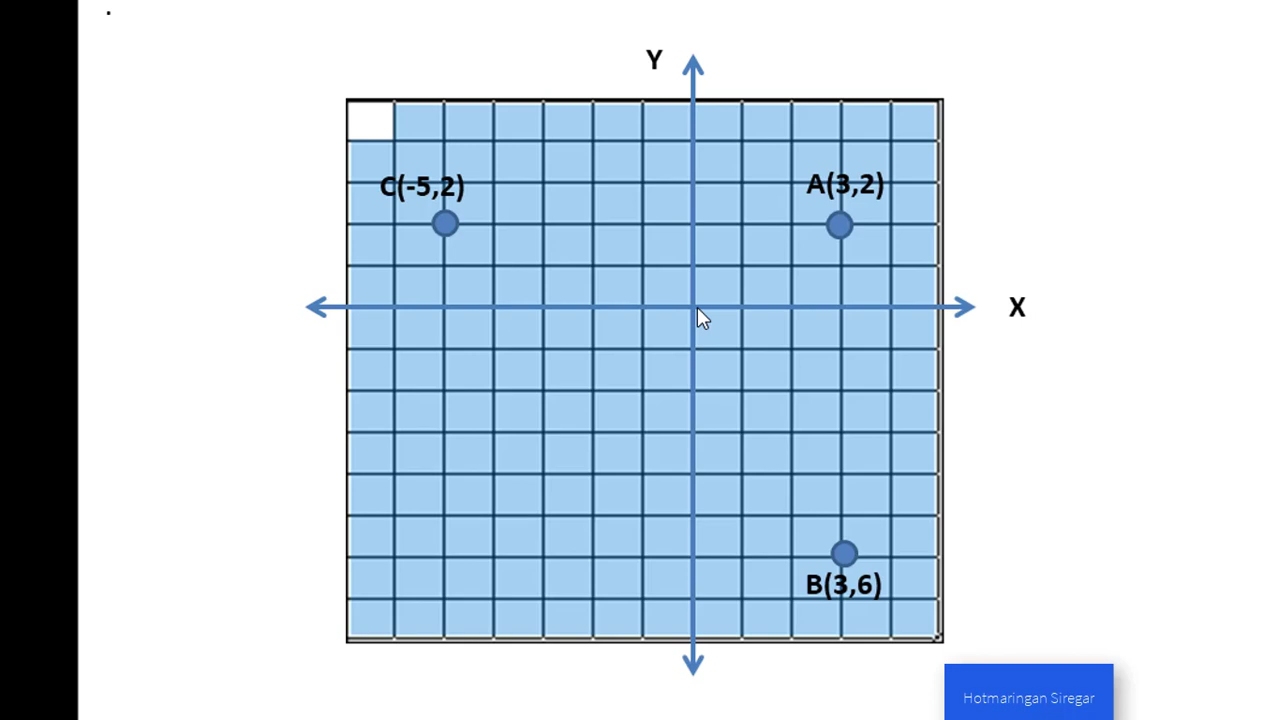 Y
C(-5,2)
A(3,2)
X
B(3,6)
Hotmaringan Siregar